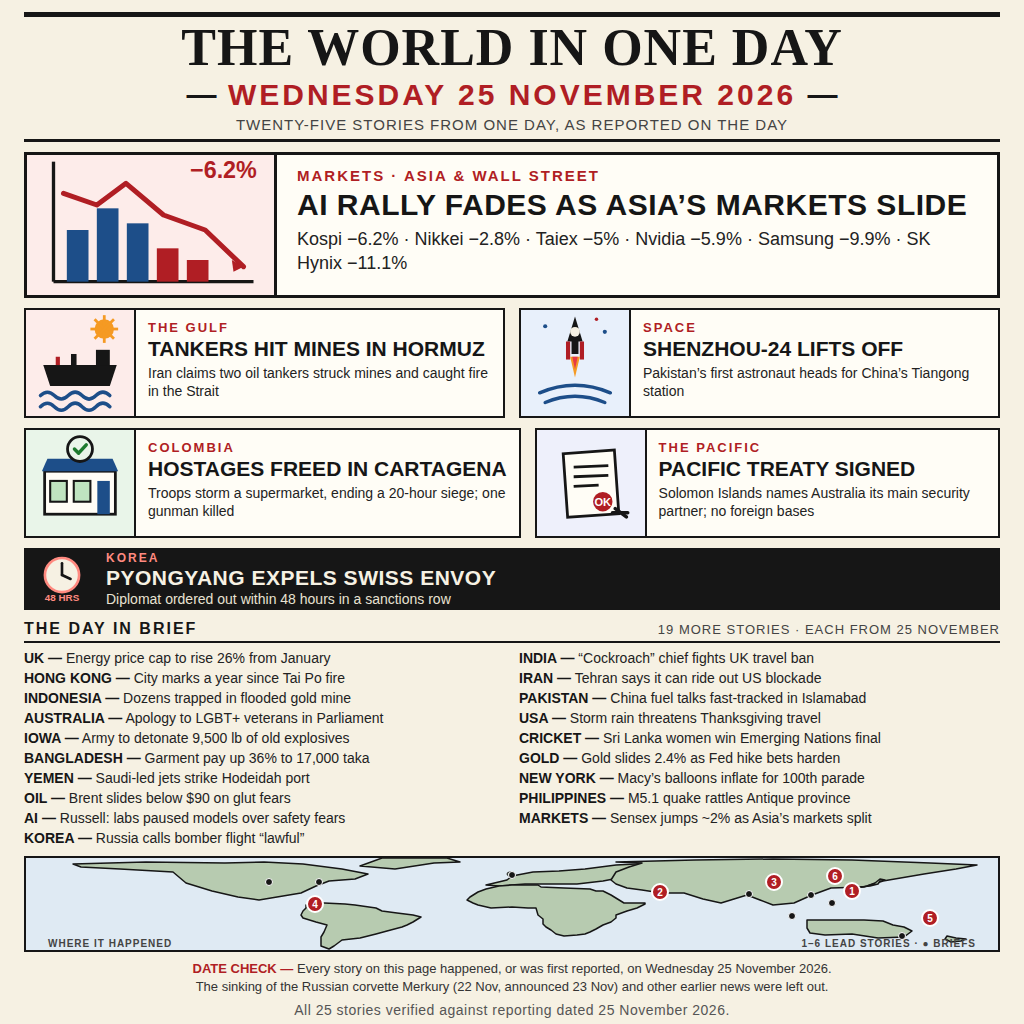 THE WORLD IN ONE DAY
— WEDNESDAY 25 NOVEMBER 2026 —
TWENTY-FIVE STORIES FROM ONE DAY, AS REPORTED ON THE DAY
−6.2%
MARKETS · ASIA & WALL STREET
AI RALLY FADES AS ASIA’S MARKETS SLIDE
Kospi −6.2% · Nikkei −2.8% · Taiex −5% · Nvidia −5.9% · Samsung −9.9% · SK
Hynix −11.1%
THE GULF
TANKERS HIT MINES IN HORMUZ
Iran claims two oil tankers struck mines and caught fire
in the Strait
SPACE
SHENZHOU-24 LIFTS OFF
Pakistan’s first astronaut heads for China’s Tiangong
station
COLOMBIA
HOSTAGES FREED IN CARTAGENA
Troops storm a supermarket, ending a 20-hour siege; one
gunman killed
OK
THE PACIFIC
PACIFIC TREATY SIGNED
Solomon Islands names Australia its main security
partner; no foreign bases
48 HRS
KOREA
PYONGYANG EXPELS SWISS ENVOY
Diplomat ordered out within 48 hours in a sanctions row
THE DAY IN BRIEF
19 MORE STORIES · EACH FROM 25 NOVEMBER
UK — Energy price cap to rise 26% from January
HONG KONG — City marks a year since Tai Po fire
INDONESIA — Dozens trapped in flooded gold mine
AUSTRALIA — Apology to LGBT+ veterans in Parliament
IOWA — Army to detonate 9,500 lb of old explosives
BANGLADESH — Garment pay up 36% to 17,000 taka
YEMEN — Saudi-led jets strike Hodeidah port
OIL — Brent slides below $90 on glut fears
AI — Russell: labs paused models over safety fears
KOREA — Russia calls bomber flight “lawful”
INDIA — “Cockroach” chief fights UK travel ban
IRAN — Tehran says it can ride out US blockade
PAKISTAN — China fuel talks fast-tracked in Islamabad
USA — Storm rain threatens Thanksgiving travel
CRICKET — Sri Lanka women win Emerging Nations final
GOLD — Gold slides 2.4% as Fed hike bets harden
NEW YORK — Macy’s balloons inflate for 100th parade
PHILIPPINES — M5.1 quake rattles Antique province
MARKETS — Sensex jumps ~2% as Asia’s markets split
6
3
2
1
4
5
WHERE IT HAPPENED
1–6 LEAD STORIES · ● BRIEFS
DATE CHECK — Every story on this page happened, or was first reported, on Wednesday 25 November 2026.
The sinking of the Russian corvette Merkury (22 Nov, announced 23 Nov) and other earlier news were left out.
All 25 stories verified against reporting dated 25 November 2026.